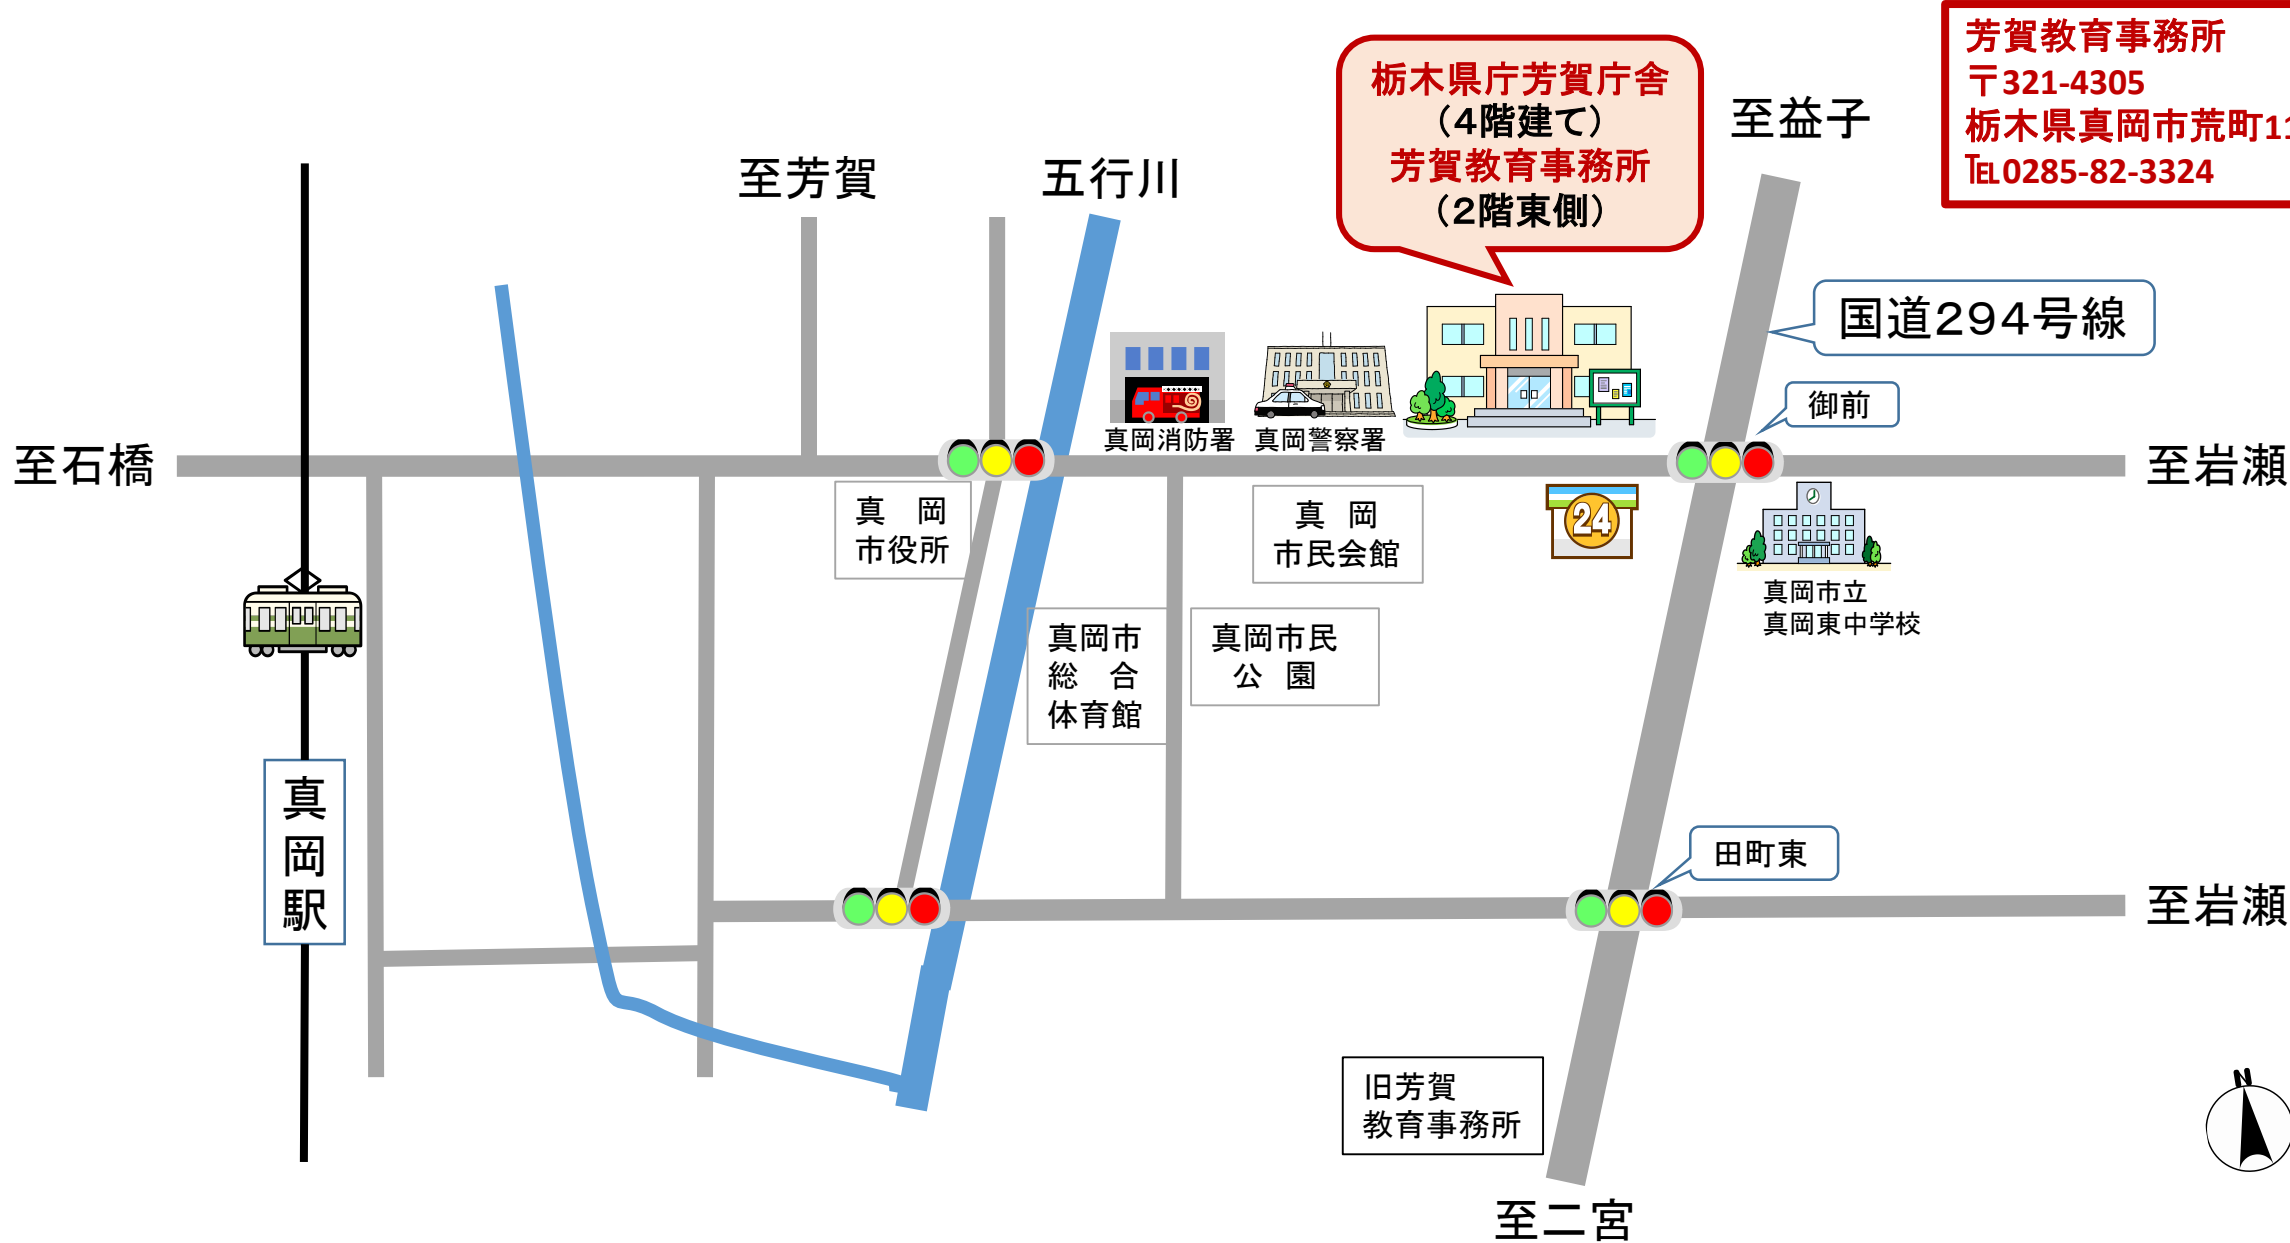 芳賀教育事務所
〒321-4305
栃木県真岡市荒町11
℡0285-82-3324
栃木県庁芳賀庁舎
（4階建て）
芳賀教育事務所
（2階東側）
至益子
至芳賀
五行川
国道294号線
御前
真岡消防署
真岡警察署
至石橋
至岩瀬
真　岡
市役所
真 岡
市民会館
24
真岡市立
真岡東中学校
真岡市
総　合
体育館
真岡市民
公 園
真
岡
駅
田町東
至岩瀬
旧芳賀
教育事務所
N
至二宮